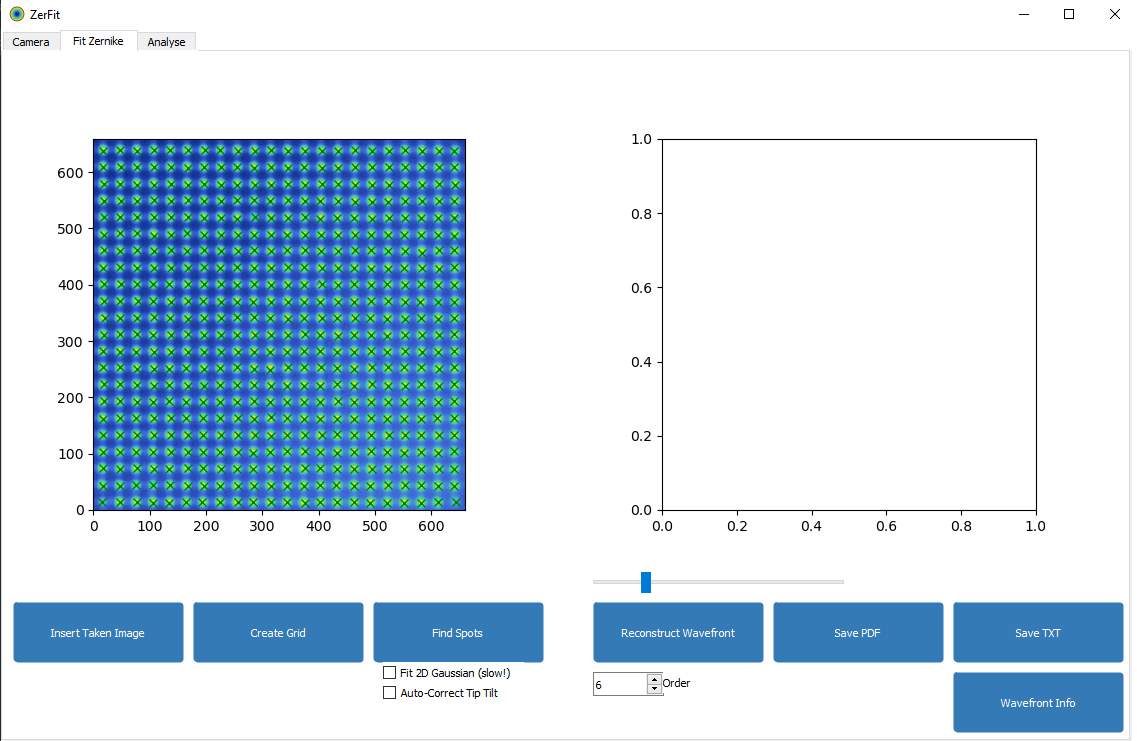 ZerFit
Camera Fit Zernike Analyse
600
500
400
300
200
100
0
0 100 200 300 400 500 600
1.0
0.8
0.6
0.4
0.2
0.0
0.0 0.2 0.4 0.6 0.8 1.0
Insert Taken Image Create Grid Find Spots Reconstruct Wavefront Save PDF Save TXT
Fit 2D Gaussian (slow!)
Auto-Correct Tip Tilt
6 Order
Wavefront Info